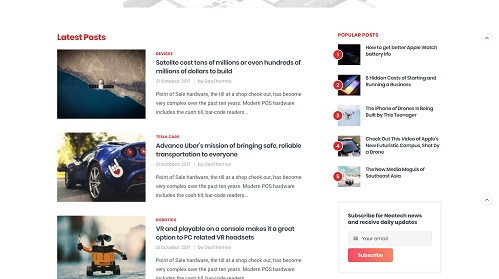 Latest Posts
DEVICES
Satelite cost tens of millions or even hundreds of
millions of dollars to build
21 October, 2017 | by DeoThemes
Point of Sale hardware, the till at a shop check out, has become
very complex over the past ten years. Modern POS hardware
includes the cash till, bar-code readers...
TESLA CARS
Advance Uber's mission of bringing safe, reliable
transportation to everyone
21 October, 2017 | by DeoThemes
Point of Sale hardware, the till at a shop check out, has become
very complex over the past ten years. Modern POS hardware
includes the cash till, bar-code readers...
ROBOTICS
VR and playable on a console makes it a great
option to PC related VR headsets
21 October, 2017 | by DeoThemes
Point of Sale hardware, the till at a shop check out, has become
very complex over the past ten years. Modern POS hardware
includes the cash till, bar-code readers...
POPULAR POSTS
1 How to get better Apple Watch
battery life
2 8 Hidden Costs of Starting and
Running a Business
3 The iPhone of Drones Is Being
Built by This Teenager
4 Check Out This Video of Apple's
New Futuristic Campus, Shot by
a Drone
5 The New Media Moguls of
Southeast Asia
Subscribe for Neotech news
and receive daily updates
Your email
Subscribe